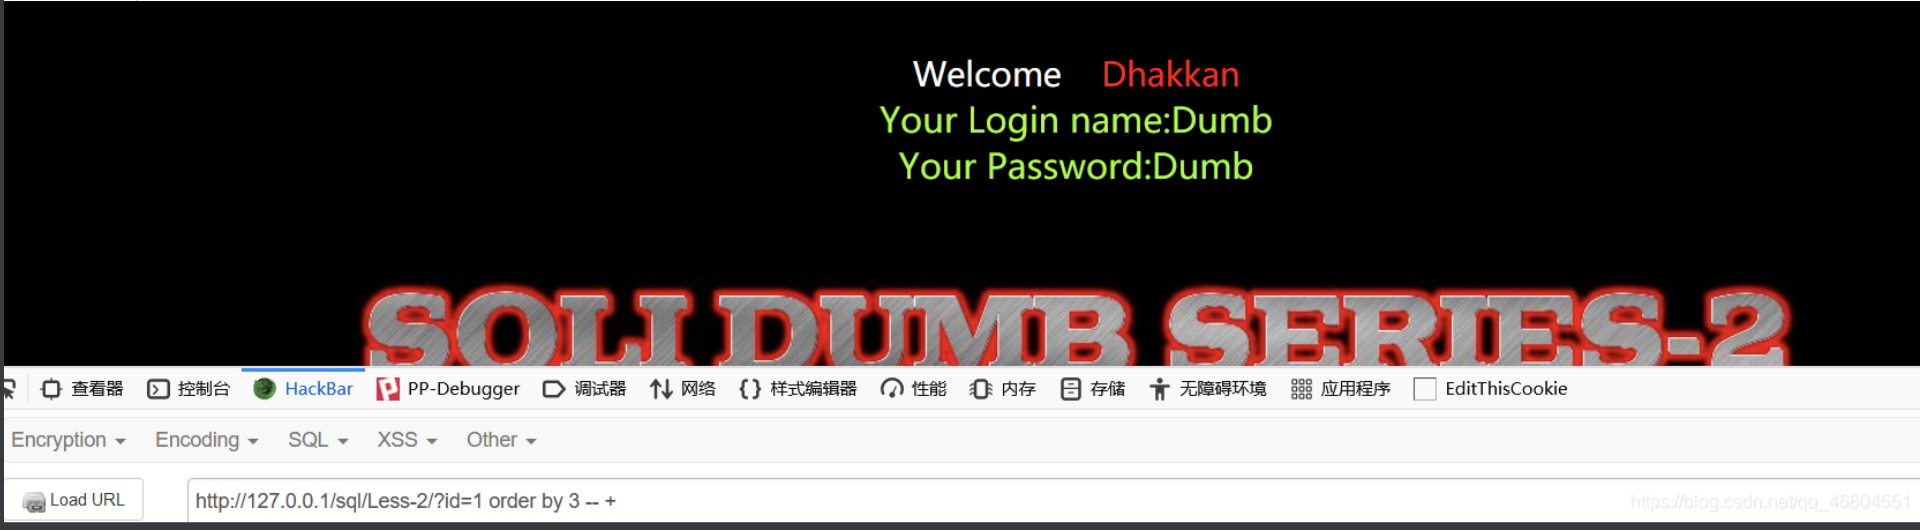 Welcome Dhakkan
Your Login name:Dumb
Your Password:Dumb
SQLI DUMB SERIES-2
查看器 控制台 HackBar PP-Debugger 调试器 网络 样式编辑器 性能 内存 存储 无障碍环境 应用程序 EditThisCookie
Encryption Encoding SQL XSS Other
Load URL http://127.0.0.1/sql/Less-2/?id=1 order by 3 -- +
https://blog.csdn.net/qq_46804551